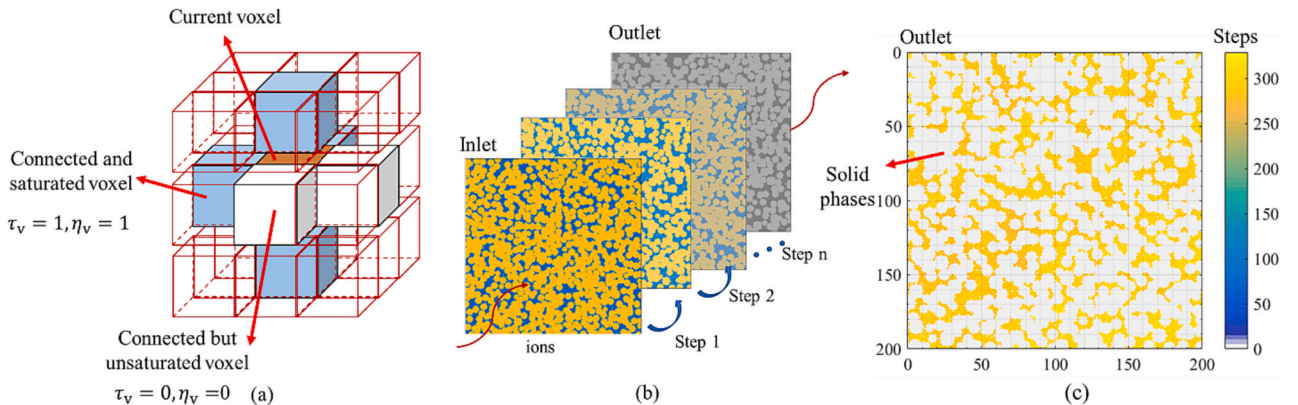 Current voxel
Connected and
saturated voxel
τv = 1, ηv = 1
Connected but
unsaturated voxel
τv = 0, ηv =0
(a)
Outlet
Inlet
ions
Step 1
Step 2
Step n
(b)
Outlet
Steps
Solid
phases
0
50
100
150
200
0
50
100
150
200
300
250
200
150
100
50
0
(c)